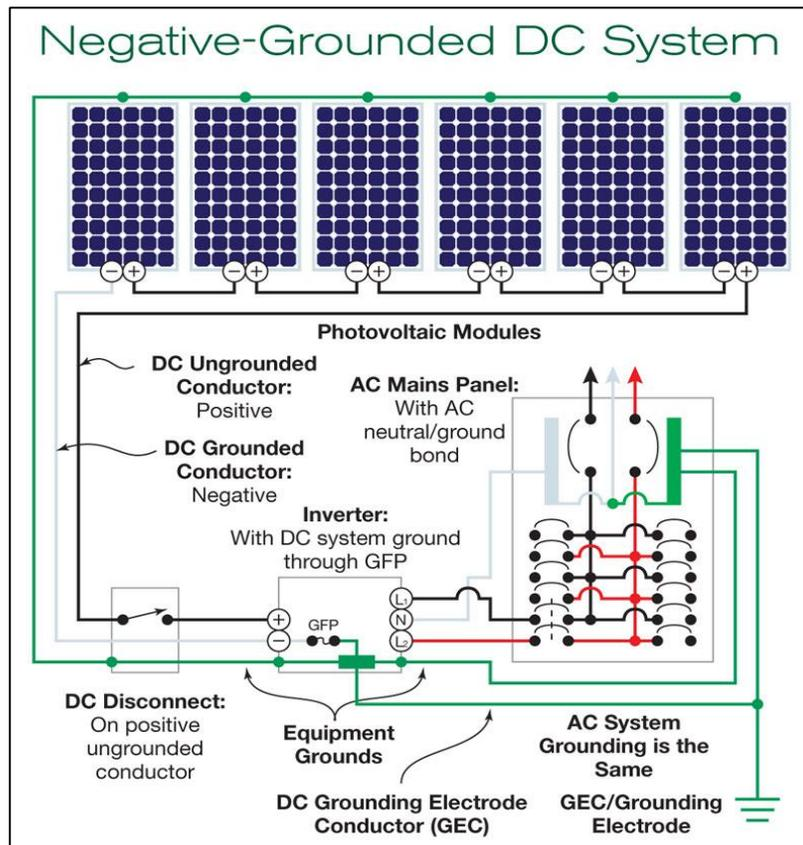 Negative-Grounded DC System
− + − + − + − + − + − +
Photovoltaic Modules
DC Ungrounded
Conductor:
Positive
DC Grounded
Conductor:
Negative
AC Mains Panel:
With AC
neutral/ground
bond
Inverter:
With DC system ground
through GFP
+
−
GFP
L1
N
L2
DC Disconnect:
On positive
ungrounded
conductor
Equipment
Grounds
DC Grounding Electrode
Conductor (GEC)
AC System
Grounding is the
Same
GEC/Grounding
Electrode